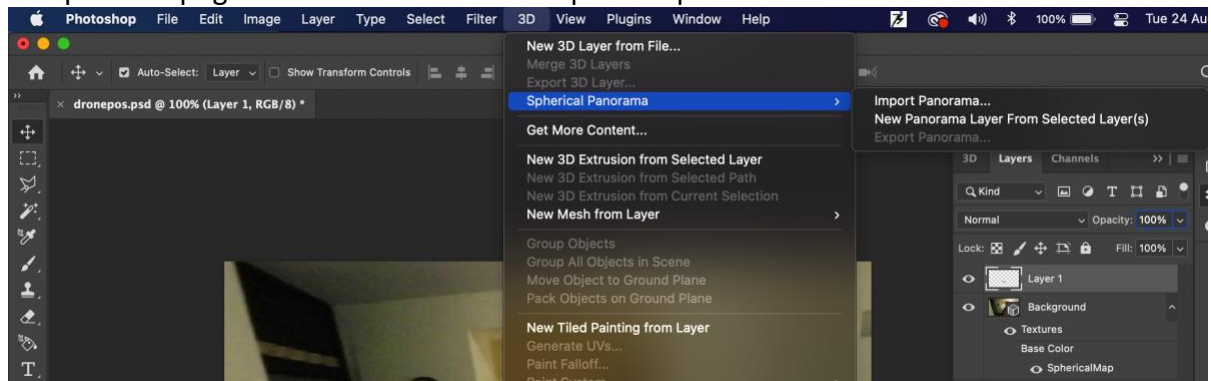 Photoshop File Edit Image Layer Type Select Filter 3D View Plugins Window Help 100% Tue 24 Au
Auto-Select: Layer Show Transform Controls
dronepos.psd @ 100% (Layer 1, RGB/8) *
New 3D Layer from File...
Merge 3D Layers
Export 3D Layer...
Spherical Panorama
Import Panorama...
New Panorama Layer From Selected Layer(s)
Export Panorama...
Get More Content...
New 3D Extrusion from Selected Layer
New 3D Extrusion from Selected Path
New 3D Extrusion from Current Selection
New Mesh from Layer
Group Objects
Group All Objects in Scene
Move Object to Ground Plane
Pack Objects on Ground Plane
New Tiled Painting from Layer
Generate UVs...
Paint Falloff...
3D Layers Channels
Kind
Normal Opacity: 100%
Lock: Fill: 100%
Layer 1
Background
Textures
Base Color
SphericalMap